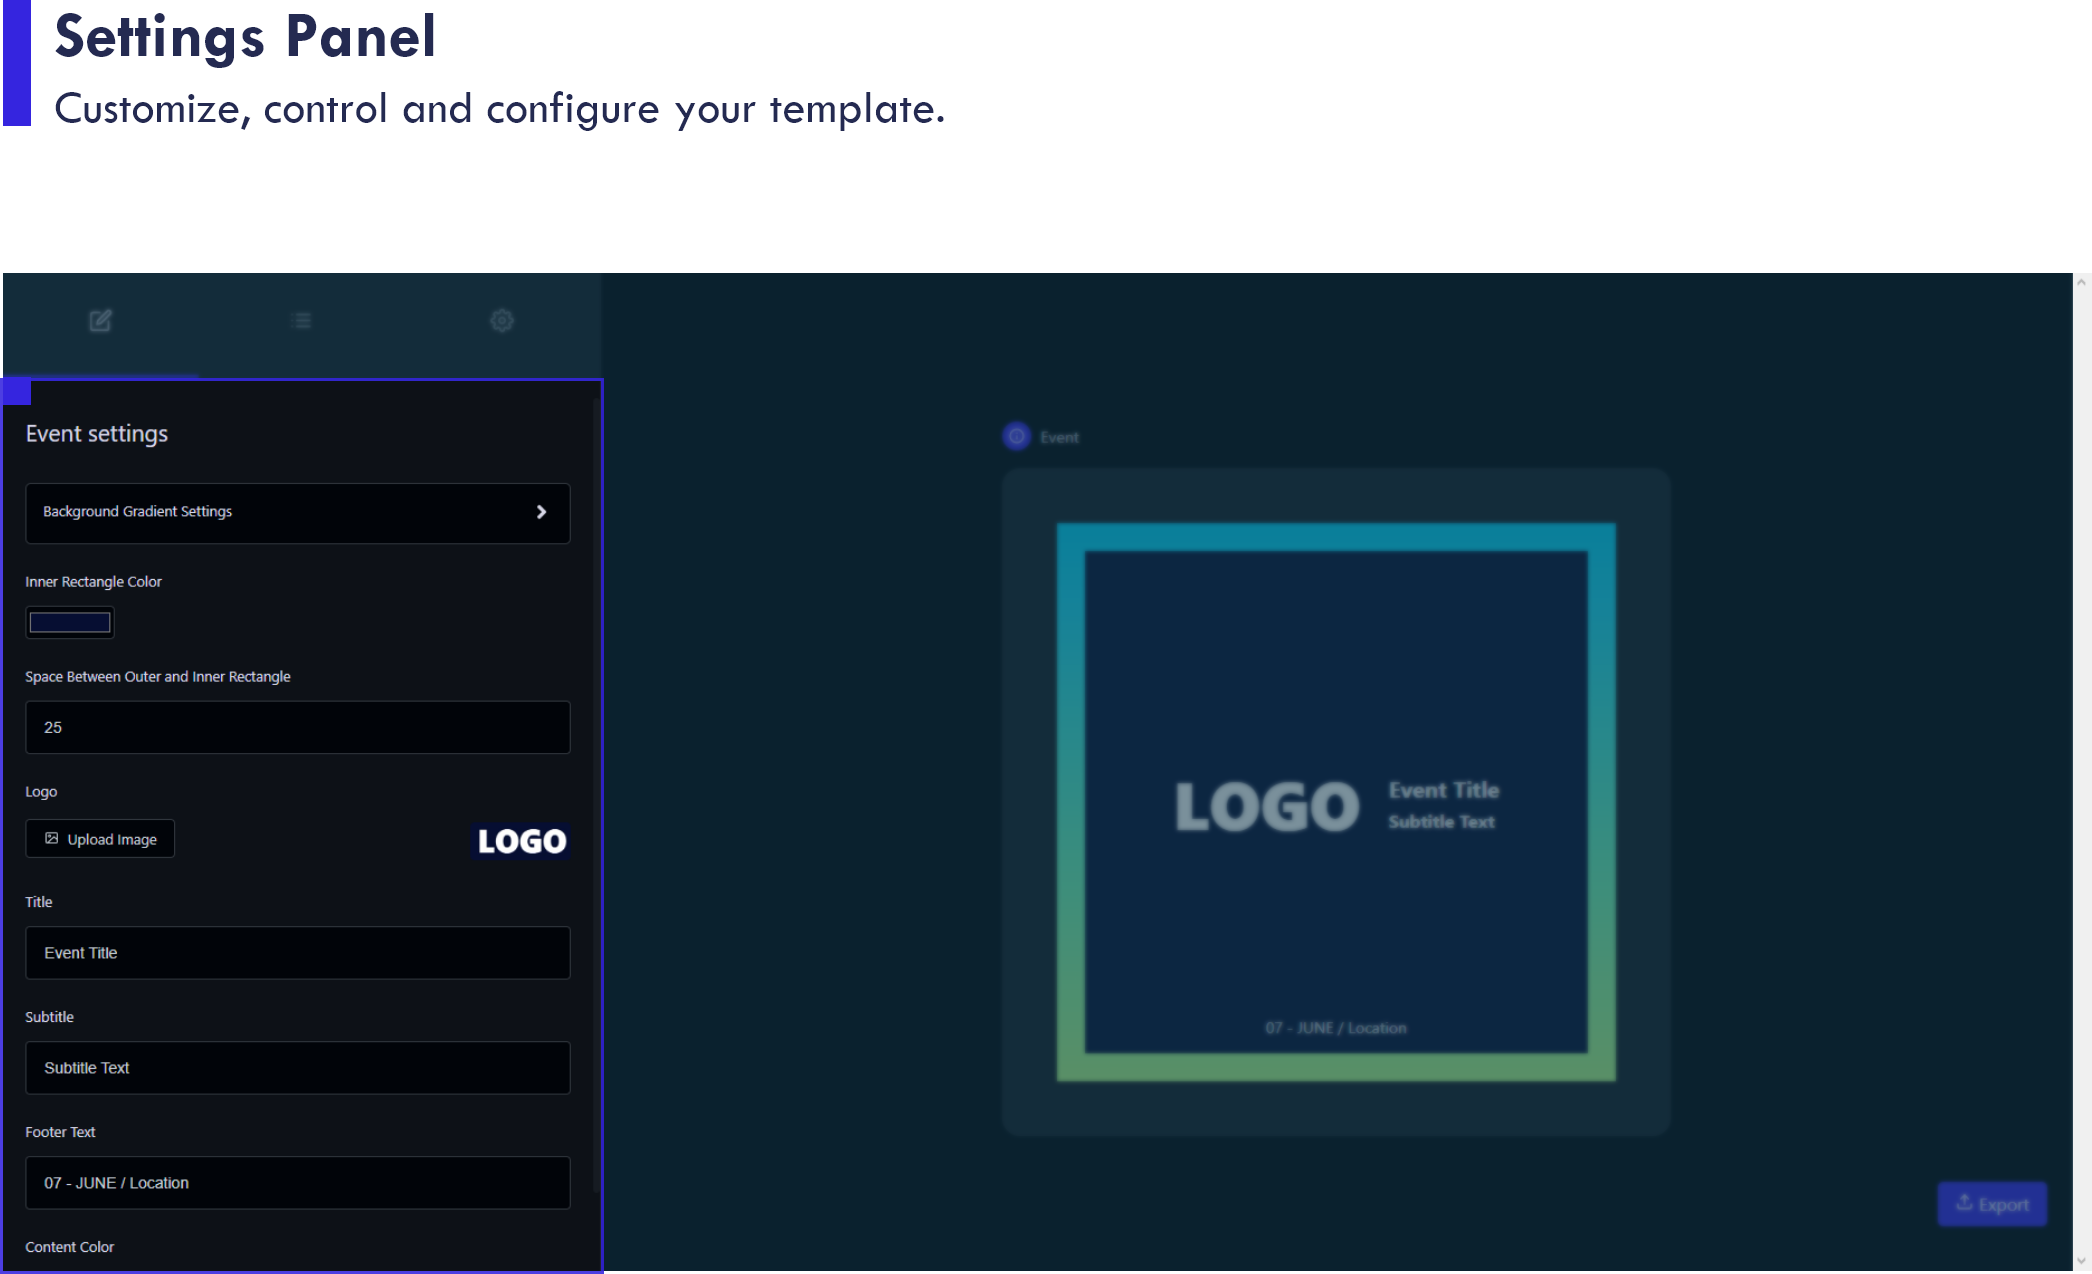 Settings Panel
Customize, control and configure your template.
Event settings
Background Gradient Settings
Inner Rectangle Color
Space Between Outer and Inner Rectangle
25
Logo
Upload Image
LOGO
Title
Event Title
Subtitle
Subtitle Text
Footer Text
07 - JUNE / Location
Content Color
Event
LOGO
Event Title
Subtitle Text
07 - JUNE / Location
Export